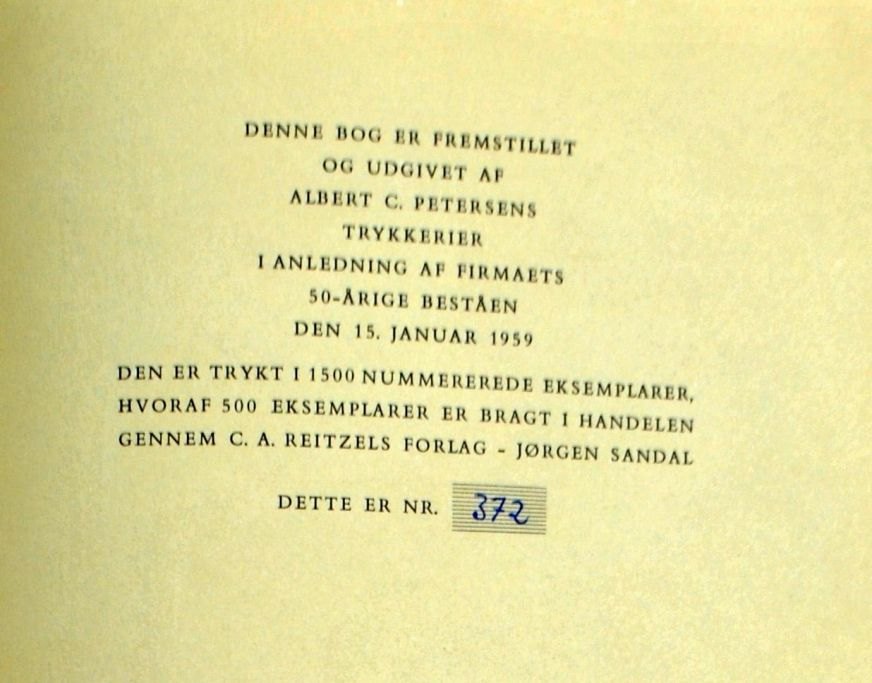 DENNE BOG ER FREMSTILLET
OG UDGIVET AF
ALBERT C. PETERSENS
TRYKKERIER
I ANLEDNING AF FIRMAETS
50-ÅRIGE BESTÅEN
DEN 15. JANUAR 1959
DEN ER TRYKT I 1500 NUMMEREREDE EKSEMPLARER,
HVORAF 500 EKSEMPLARER ER BRAGT I HANDELEN
GENNEM C. A. REITZELS FORLAG - JØRGEN SANDAL
DETTE ER NR. 372